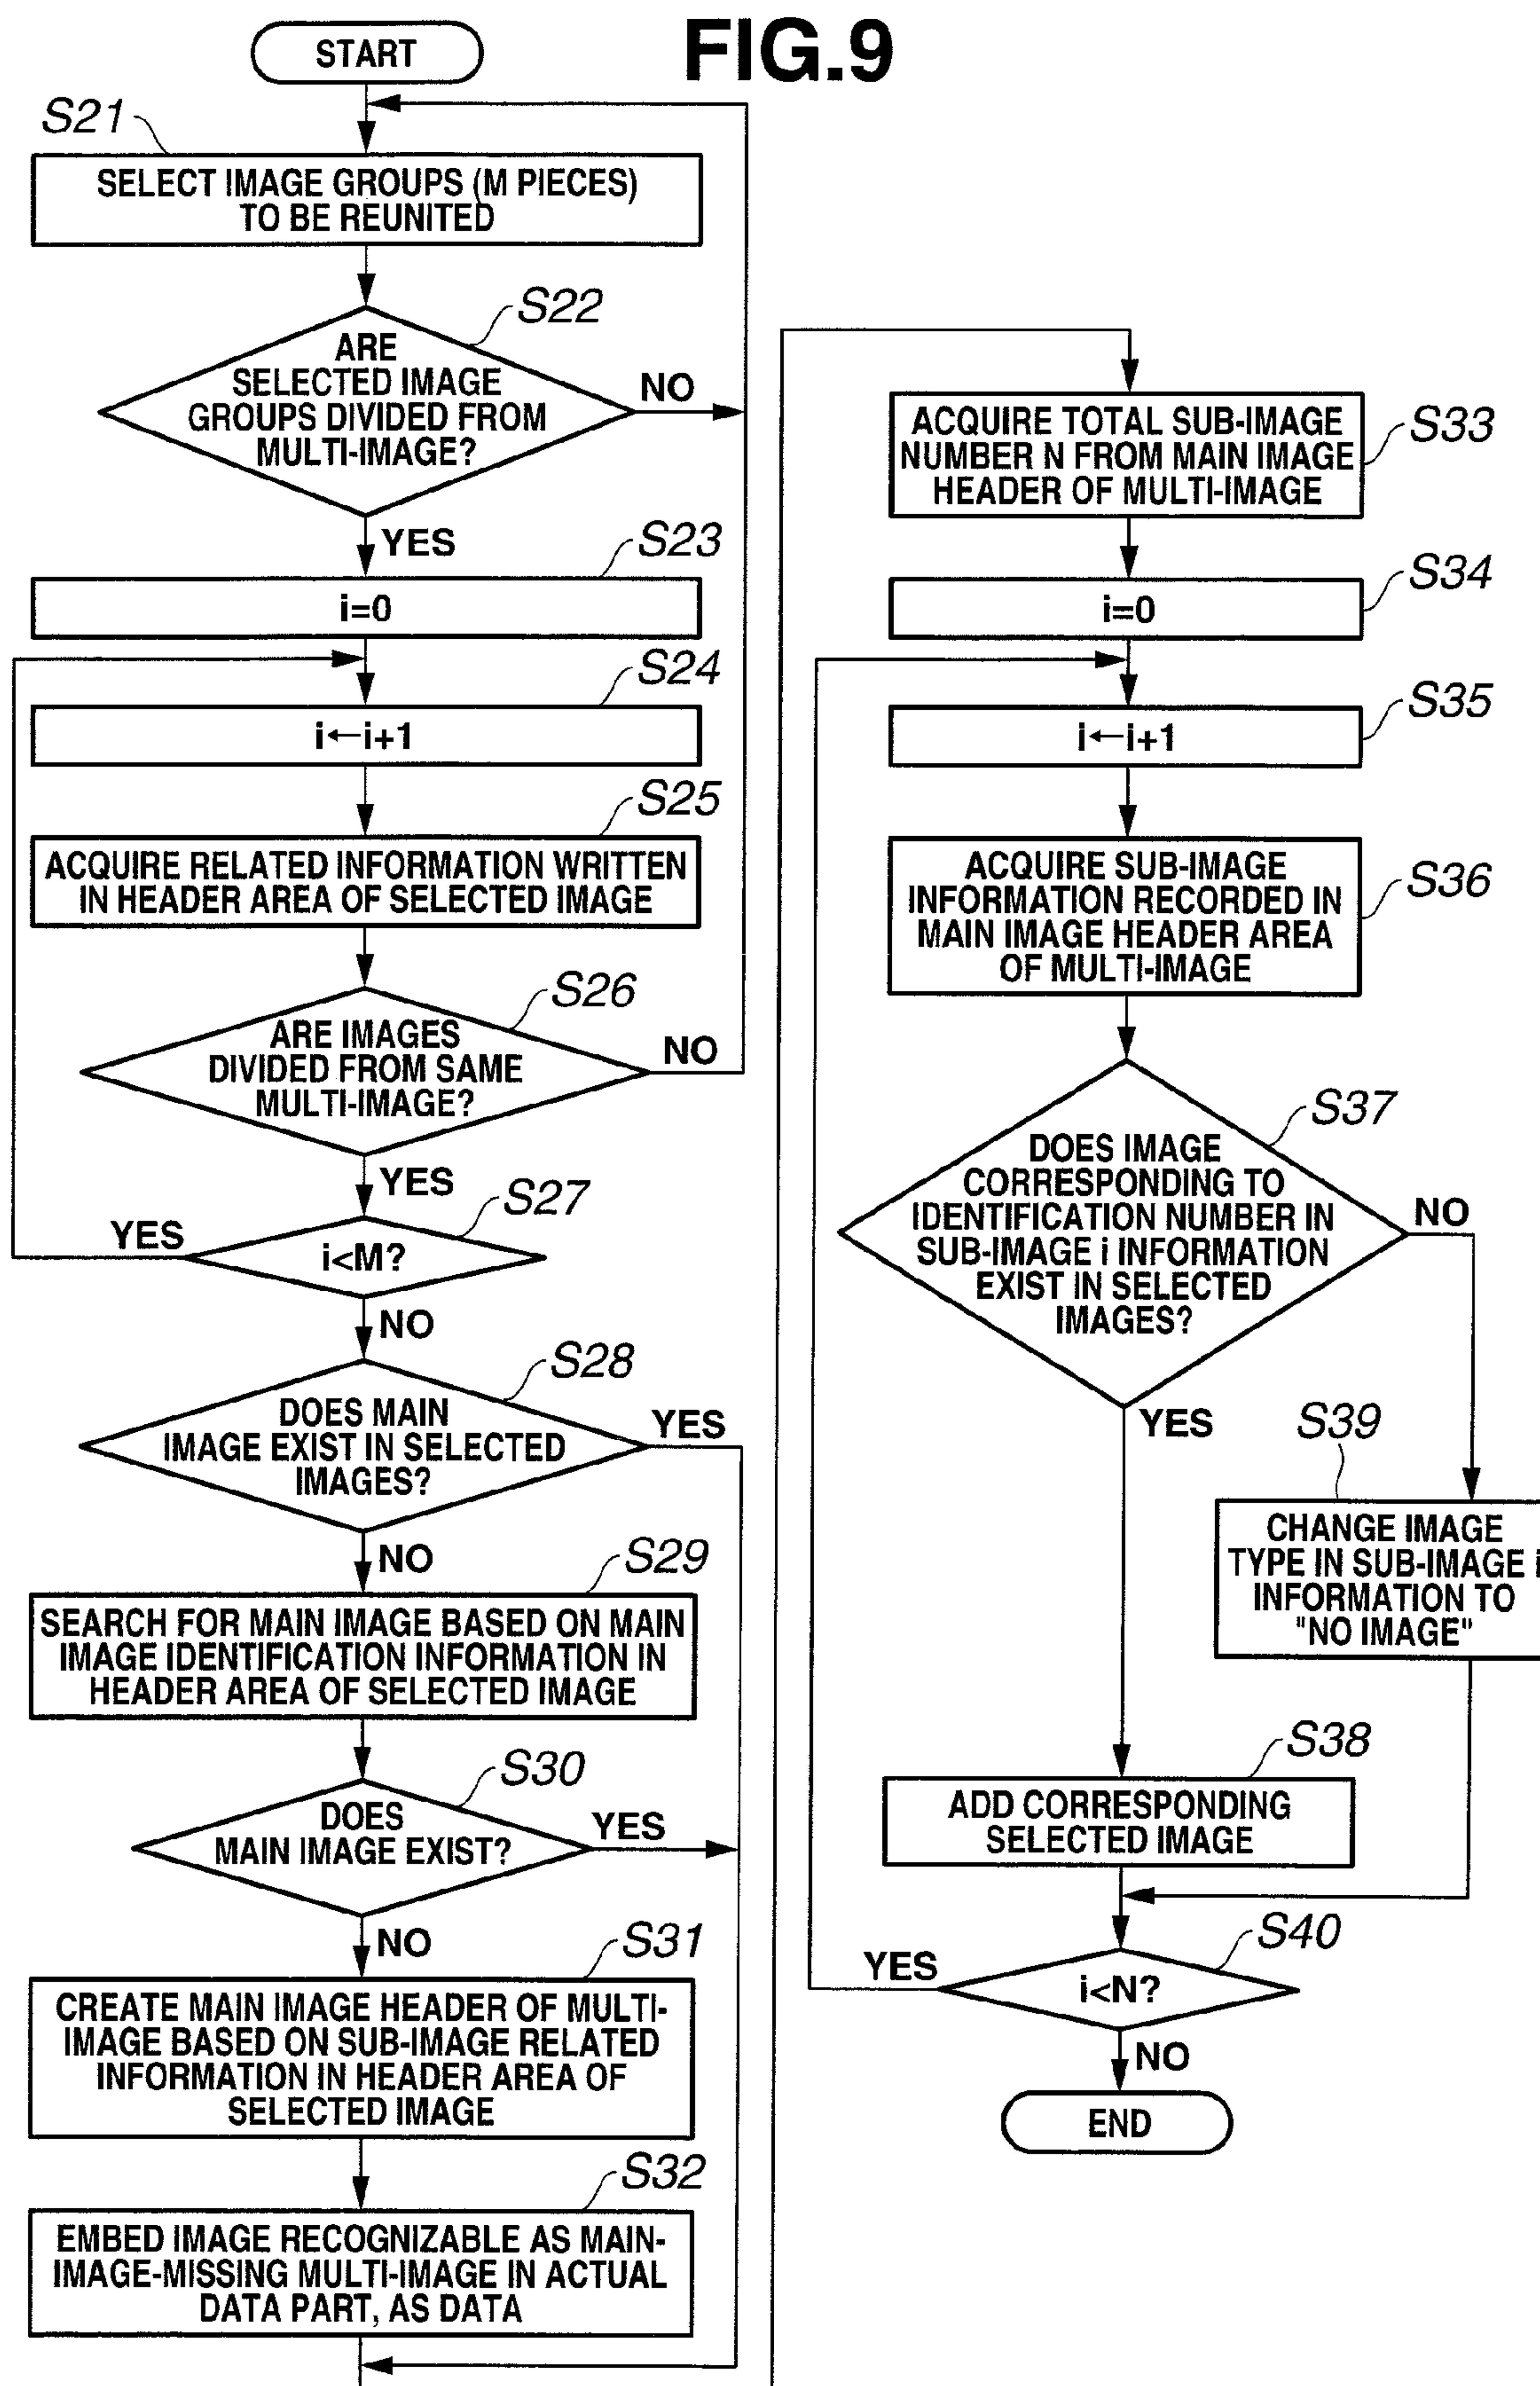 FIG.9
START
S21
SELECT IMAGE GROUPS (M PIECES)
TO BE REUNITED
S22
ARE
SELECTED IMAGE
GROUPS DIVIDED FROM
MULTI-IMAGE?
NO
YES
S23
i=0
S24
i←i+1
S25
ACQUIRE RELATED INFORMATION WRITTEN
IN HEADER AREA OF SELECTED IMAGE
S26
ARE IMAGES
DIVIDED FROM SAME
MULTI-IMAGE?
NO
YES
S27
YES
i<M?
NO
S28
DOES MAIN
IMAGE EXIST IN SELECTED
IMAGES?
YES
NO
S29
SEARCH FOR MAIN IMAGE BASED ON MAIN
IMAGE IDENTIFICATION INFORMATION IN
HEADER AREA OF SELECTED IMAGE
S30
DOES
MAIN IMAGE EXIST?
YES
NO
S31
CREATE MAIN IMAGE HEADER OF MULTI-
IMAGE BASED ON SUB-IMAGE RELATED
INFORMATION IN HEADER AREA OF
SELECTED IMAGE
S32
EMBED IMAGE RECOGNIZABLE AS MAIN-
IMAGE-MISSING MULTI-IMAGE IN ACTUAL
DATA PART, AS DATA
ACQUIRE TOTAL SUB-IMAGE
NUMBER N FROM MAIN IMAGE
HEADER OF MULTI-IMAGE
S33
S34
i=0
S35
i←i+1
ACQUIRE SUB-IMAGE
INFORMATION RECORDED IN
MAIN IMAGE HEADER AREA
OF MULTI-IMAGE
S36
S37
DOES IMAGE
CORRESPONDING TO
IDENTIFICATION NUMBER IN
SUB-IMAGE i INFORMATION
EXIST IN SELECTED
IMAGES?
NO
YES
S39
CHANGE IMAGE
TYPE IN SUB-IMAGE i
INFORMATION TO
"NO IMAGE"
S38
ADD CORRESPONDING
SELECTED IMAGE
S40
YES
i<N?
NO
END